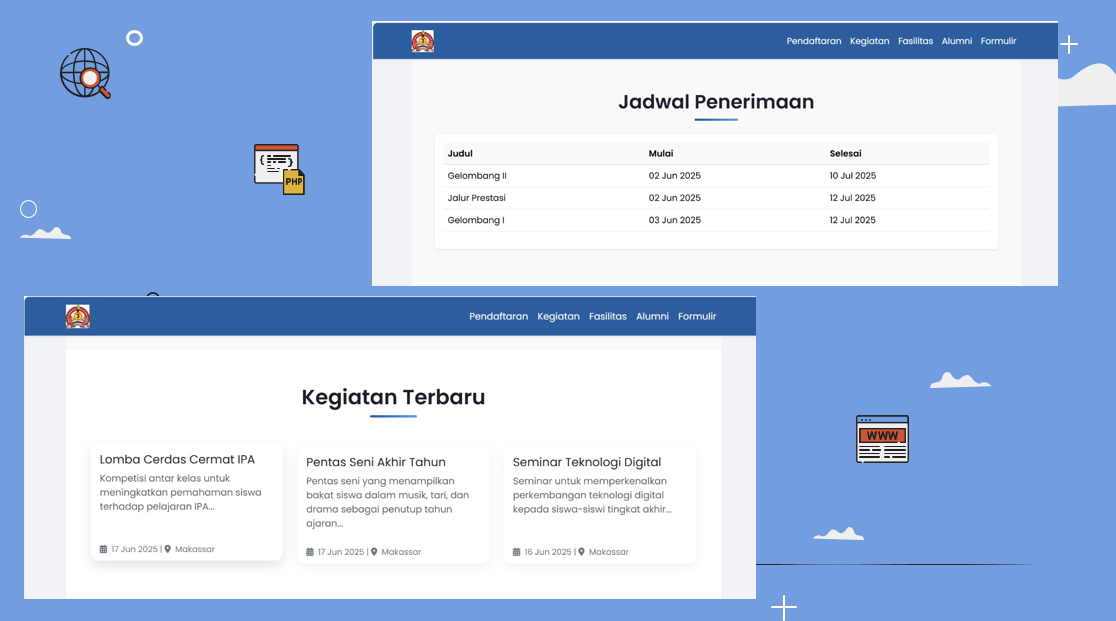 Pendaftaran Kegiatan Fasilitas Alumni Formulir
Jadwal Penerimaan
Judul Mulai Selesai
Gelombang II 02 Jun 2025 10 Jul 2025
Jalur Prestasi 02 Jun 2025 12 Jul 2025
Gelombang I 03 Jun 2025 12 Jul 2025
{ }
PHP
Pendaftaran Kegiatan Fasilitas Alumni Formulir
Kegiatan Terbaru
Lomba Cerdas Cermat IPA
Kompetisi antar kelas untuk
meningkatkan pemahaman siswa
terhadap pelajaran IPA...
17 Jun 2025 | Makassar
Pentas Seni Akhir Tahun
Pentas seni yang menampilkan
bakat siswa dalam musik, tari, dan
drama sebagai penutup tahun
ajaran...
17 Jun 2025 | Makassar
Seminar Teknologi Digital
Seminar untuk memperkenalkan
perkembangan teknologi digital
kepada siswa-siswi tingkat akhir...
16 Jun 2025 | Makassar
WWW